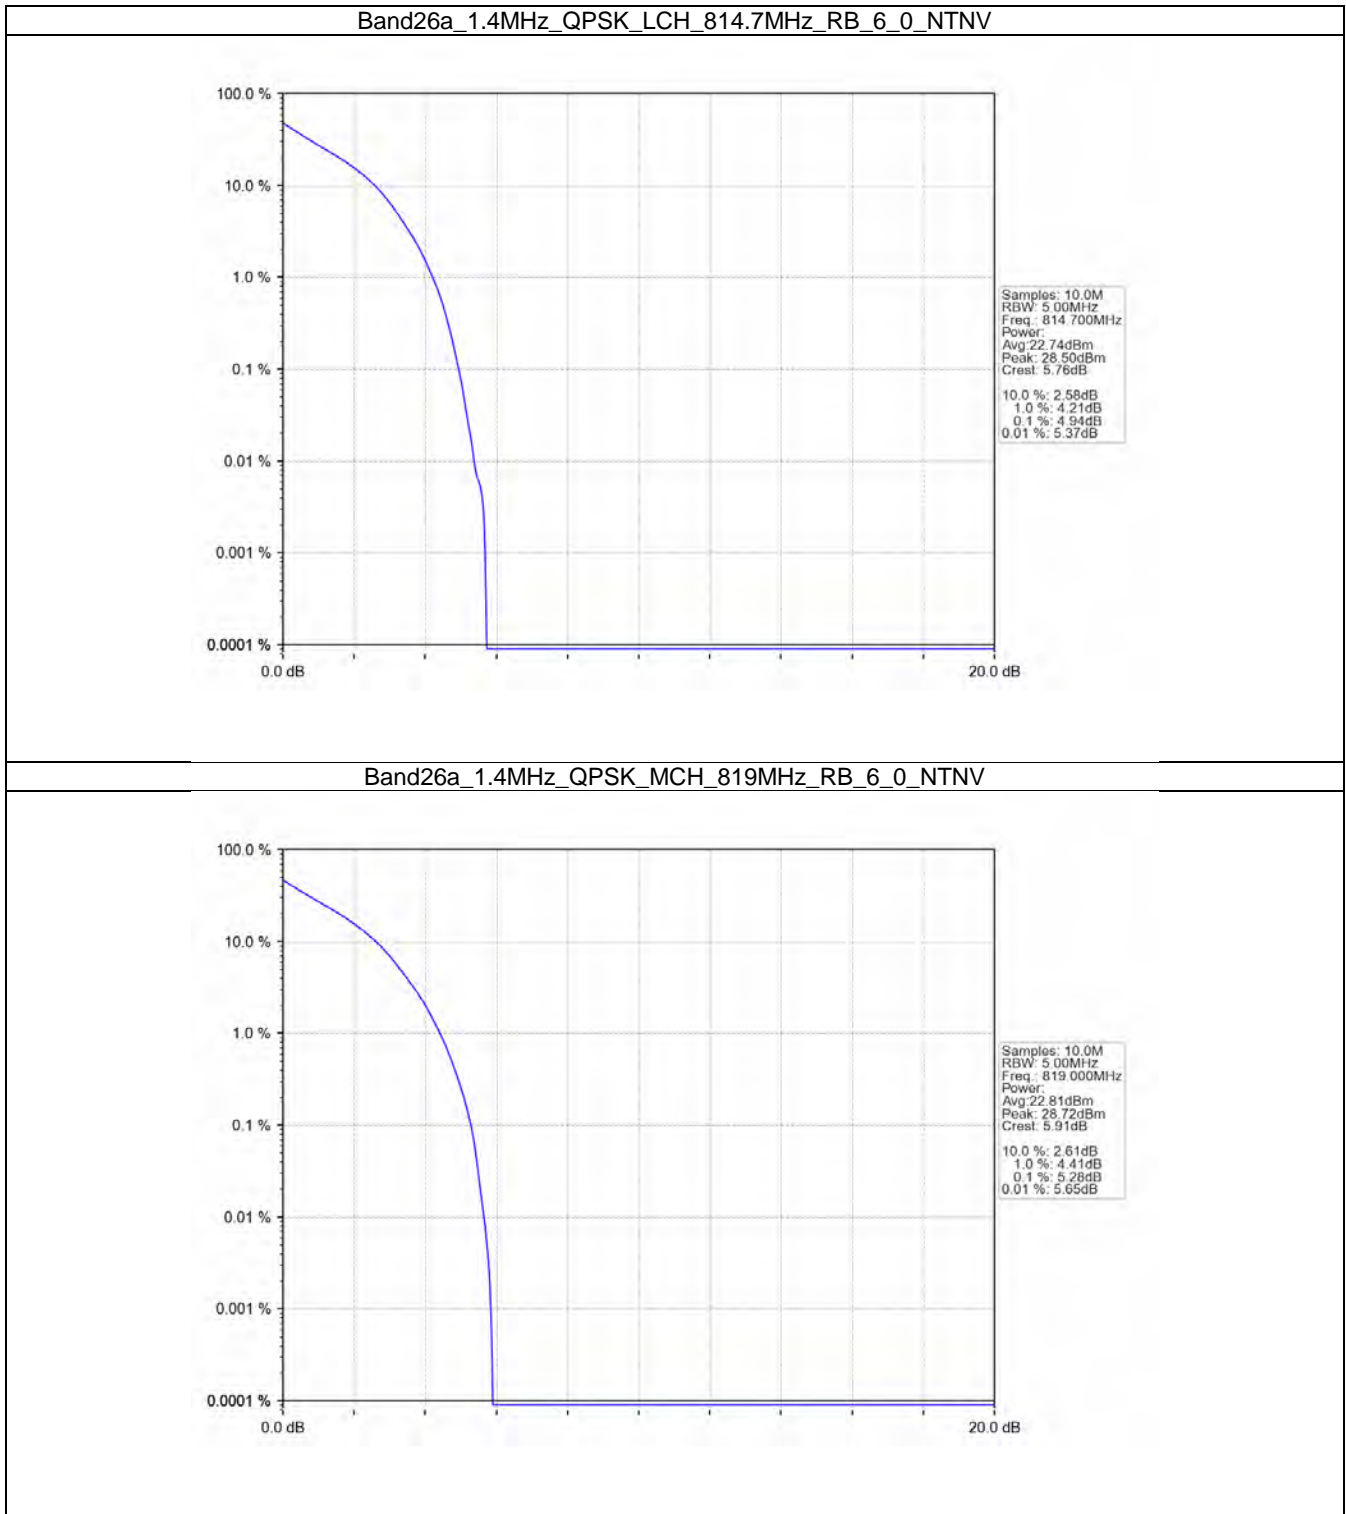 Band26a_1.4MHz_QPSK_LCH_814.7MHz_RB_6_0_NTNV
100.0 %
10.0 %
1.0 %
0.1 %
0.01 %
0.001 %
0.0001 %
0.0 dB
20.0 dB
Samples: 10.0M
RBW: 5.00MHz
Freq.: 814.700MHz
Power:
Avg:22.74dBm
Peak: 28.50dBm
Crest: 5.76dB
10.0 %: 2.58dB
1.0 %: 4.21dB
0.1 %: 4.94dB
0.01 %: 5.37dB
Band26a_1.4MHz_QPSK_MCH_819MHz_RB_6_0_NTNV
100.0 %
10.0 %
1.0 %
0.1 %
0.01 %
0.001 %
0.0001 %
0.0 dB
20.0 dB
Samples: 10.0M
RBW: 5.00MHz
Freq.: 819.000MHz
Power:
Avg:22.81dBm
Peak: 28.72dBm
Crest: 5.91dB
10.0 %: 2.61dB
1.0 %: 4.41dB
0.1 %: 5.28dB
0.01 %: 5.65dB